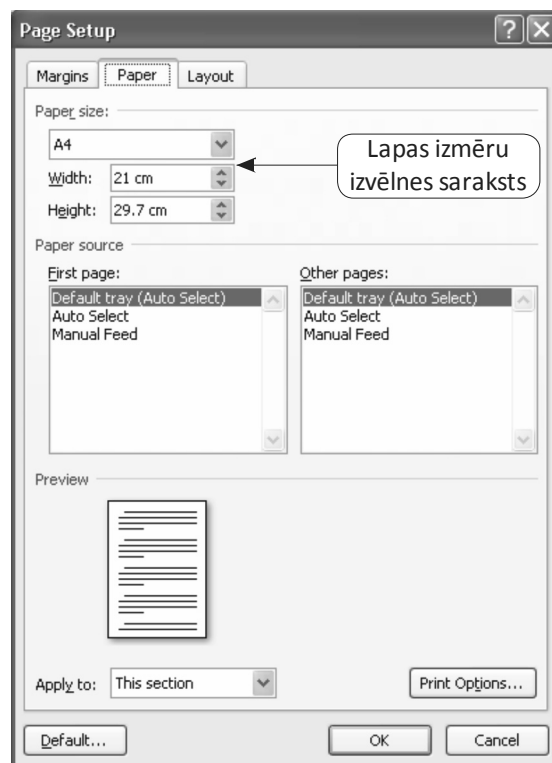 Page Setup
Margins Paper Layout
Paper size:
A4
Width: 21 cm
Height: 29.7 cm
Lapas izmēru
izvēlnes saraksts
Paper source
First page: Other pages:
Default tray (Auto Select) Default tray (Auto Select)
Auto Select Auto Select
Manual Feed Manual Feed
Preview
Apply to: This section Print Options...
Default... OK Cancel